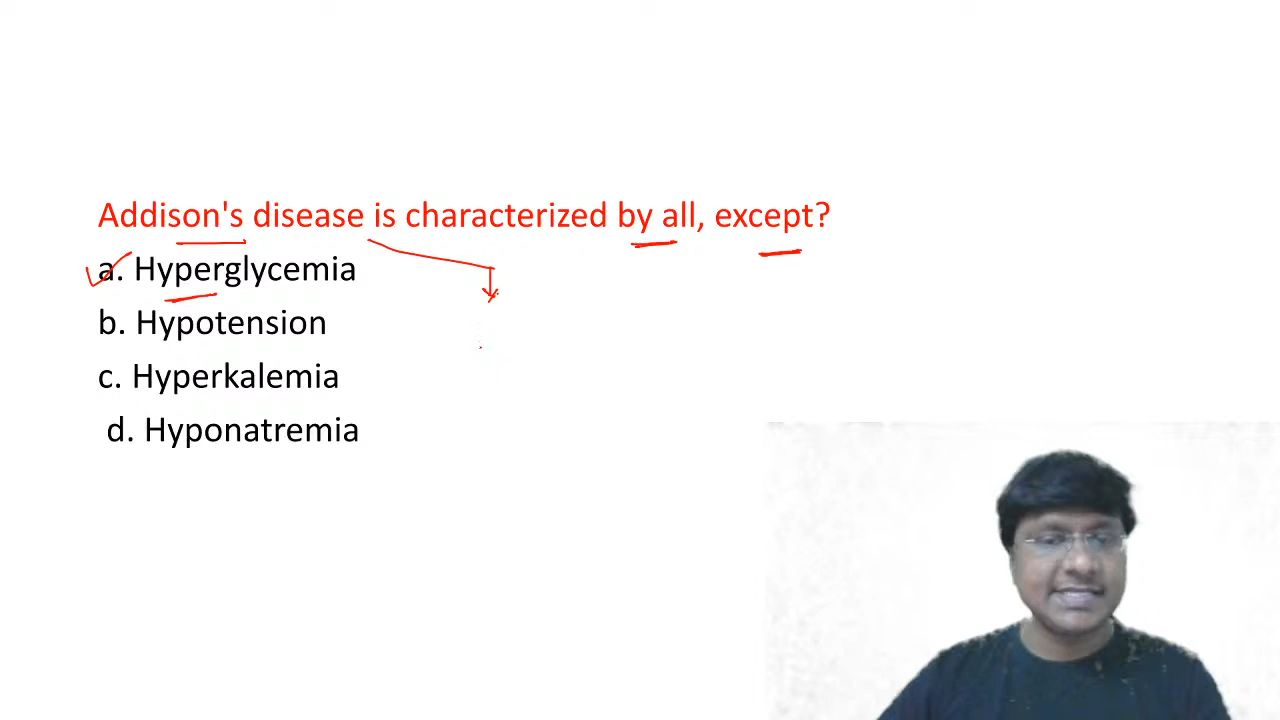 Addison's disease is characterized by all, except?
a. Hyperglycemia
b. Hypotension
c. Hyperkalemia
d. Hyponatremia